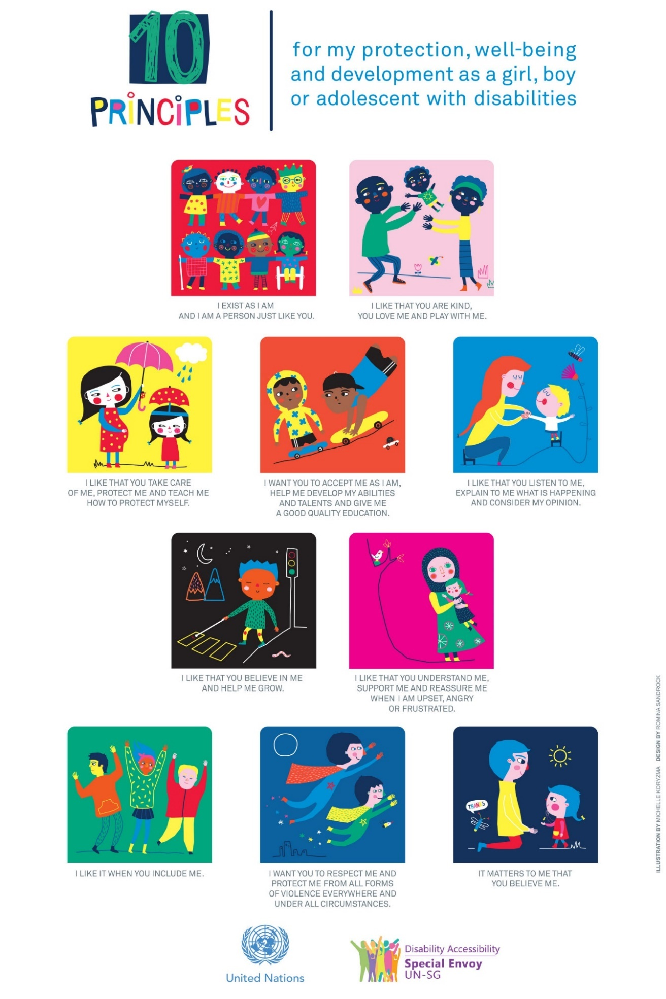 10
PRiNCiPLES
for my protection, well-being
and development as a girl, boy
or adolescent with disabilities
I EXIST AS I AM
AND I AM A PERSON JUST LIKE YOU.
I LIKE THAT YOU ARE KIND,
YOU LOVE ME AND PLAY WITH ME.
I LIKE THAT YOU TAKE CARE
OF ME, PROTECT ME AND TEACH ME
HOW TO PROTECT MYSELF.
I WANT YOU TO ACCEPT ME AS I AM,
HELP ME DEVELOP MY ABILITIES
AND TALENTS AND GIVE ME
A GOOD QUALITY EDUCATION.
I LIKE THAT YOU LISTEN TO ME,
EXPLAIN TO ME WHAT IS HAPPENING
AND CONSIDER MY OPINION.
I LIKE THAT YOU BELIEVE IN ME
AND HELP ME GROW.
I LIKE THAT YOU UNDERSTAND ME,
SUPPORT ME AND REASSURE ME
WHEN I AM UPSET, ANGRY
OR FRUSTRATED.
I LIKE IT WHEN YOU INCLUDE ME.
I WANT YOU TO RESPECT ME AND
PROTECT ME FROM ALL FORMS
OF VIOLENCE EVERYWHERE AND
UNDER ALL CIRCUMSTANCES.
THANKS
IT MATTERS TO ME THAT
YOU BELIEVE ME.
United Nations
Disability Accessibility
Special Envoy
UN-SG
ILLUSTRATION BY MICHELLE KORYZMA DESIGN BY ROMINA SANDROCK